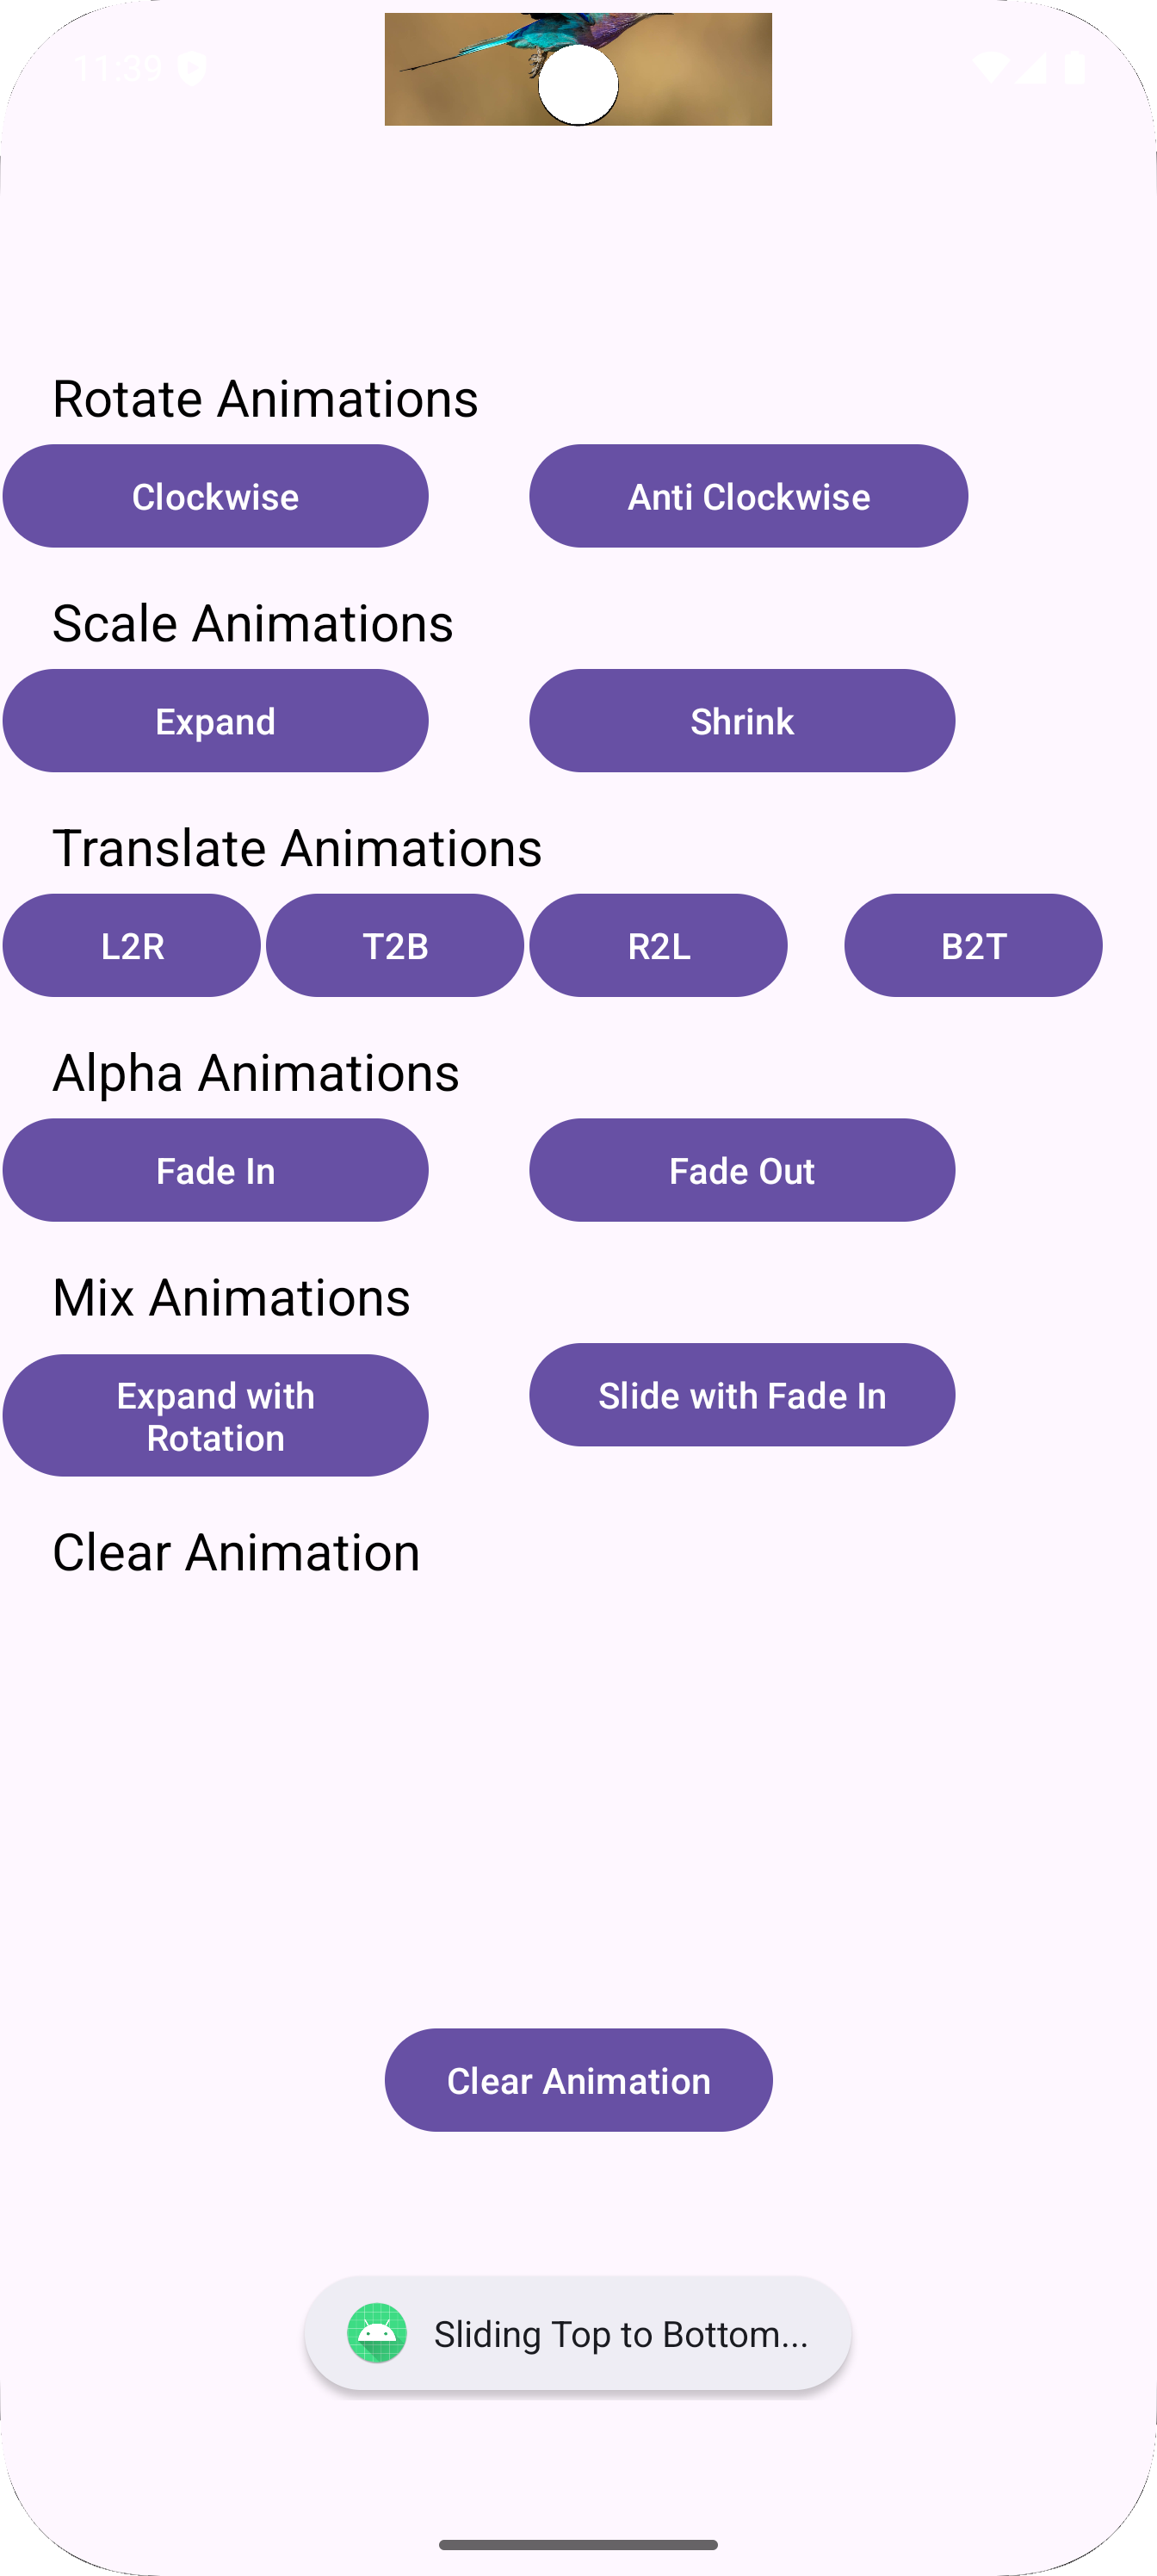 11:39
Rotate Animations
Clockwise
Anti Clockwise
Scale Animations
Expand
Shrink
Translate Animations
L2R
T2B
R2L
B2T
Alpha Animations
Fade In
Fade Out
Mix Animations
Expand with
Rotation
Slide with Fade In
Clear Animation
Clear Animation
Sliding Top to Bottom...